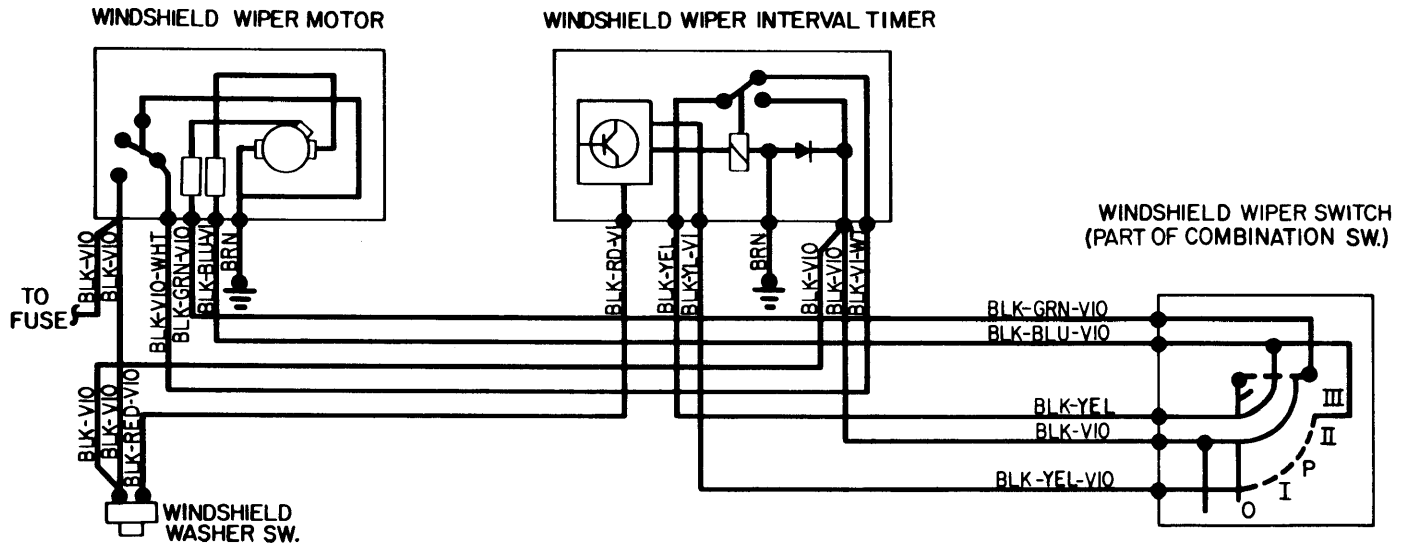 WINDSHIELD WIPER MOTOR
WINDSHIELD WIPER INTERVAL TIMER
WINDSHIELD WIPER SWITCH
(PART OF COMBINATION SW.)
BLK-VIO
BLK-VIO
BLK-VIO-WHT
BLK-GRN-VIO
BLK-BLU-VI
BRN
BLK-RD-VI
BLK-YEL
BLK-YL-VI
BRN
BLK-VIO
BLK-VIO
BLK-VI-WT
TO
FUSE
BLK-GRN-VIO
BLK-BLU-VIO
BLK-VIO
BLK-VIO
BLK-RED-VIO
BLK-YEL
BLK-VIO
BLK-YEL-VIO
III
II
P
I
O
WINDSHIELD
WASHER SW.